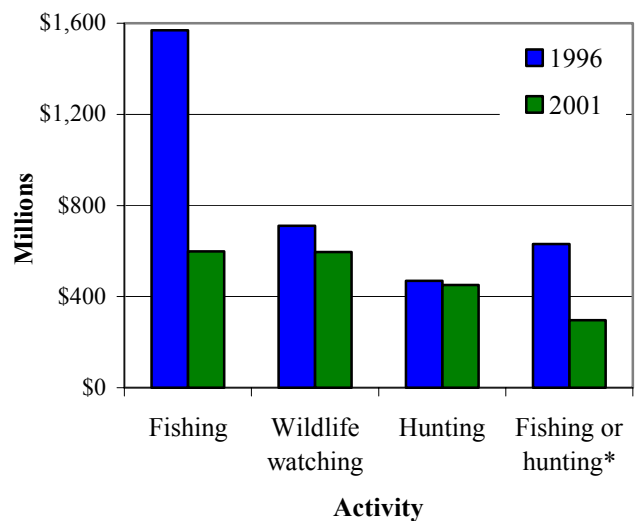 $1,600
$1,200
$800
$400
$0
Millions
1996
2001
Fishing
Wildlife
watching
Hunting
Fishing or
hunting*
Activity